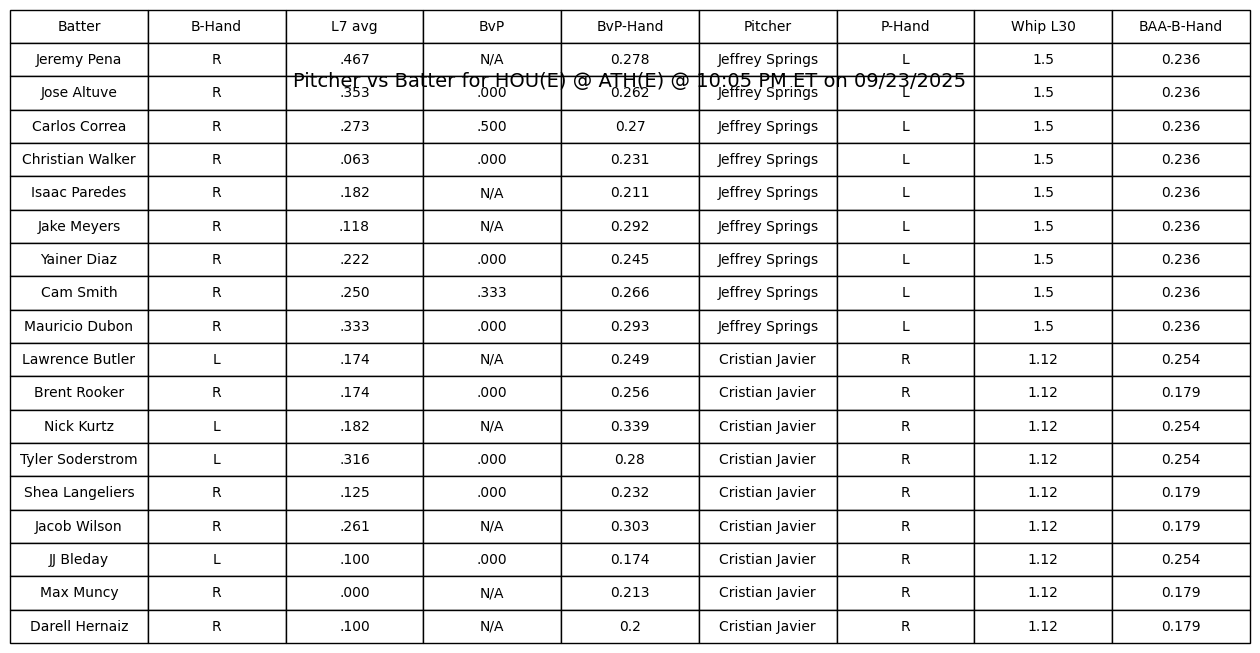 Batter B-Hand L7 avg BvP BvP-Hand Pitcher P-Hand Whip L30 BAA-B-Hand
Jeremy Pena R .467 N/A 0.278 Jeffrey Springs L 1.5 0.236
Pitcher vs Batter for HOU(E) @ ATH(E) @ 10:05 PM ET on 09/23/2025
Jose Altuve R .353 .000 0.262 Jeffrey Springs L 1.5 0.236
Carlos Correa R .273 .500 0.27 Jeffrey Springs L 1.5 0.236
Christian Walker R .063 .000 0.231 Jeffrey Springs L 1.5 0.236
Isaac Paredes R .182 N/A 0.211 Jeffrey Springs L 1.5 0.236
Jake Meyers R .118 N/A 0.292 Jeffrey Springs L 1.5 0.236
Yainer Diaz R .222 .000 0.245 Jeffrey Springs L 1.5 0.236
Cam Smith R .250 .333 0.266 Jeffrey Springs L 1.5 0.236
Mauricio Dubon R .333 .000 0.293 Jeffrey Springs L 1.5 0.236
Lawrence Butler L .174 N/A 0.249 Cristian Javier R 1.12 0.254
Brent Rooker R .174 .000 0.256 Cristian Javier R 1.12 0.179
Nick Kurtz L .182 N/A 0.339 Cristian Javier R 1.12 0.254
Tyler Soderstrom L .316 .000 0.28 Cristian Javier R 1.12 0.254
Shea Langeliers R .125 .000 0.232 Cristian Javier R 1.12 0.179
Jacob Wilson R .261 N/A 0.303 Cristian Javier R 1.12 0.179
JJ Bleday L .100 .000 0.174 Cristian Javier R 1.12 0.254
Max Muncy R .000 N/A 0.213 Cristian Javier R 1.12 0.179
Darell Hernaiz R .100 N/A 0.2 Cristian Javier R 1.12 0.179